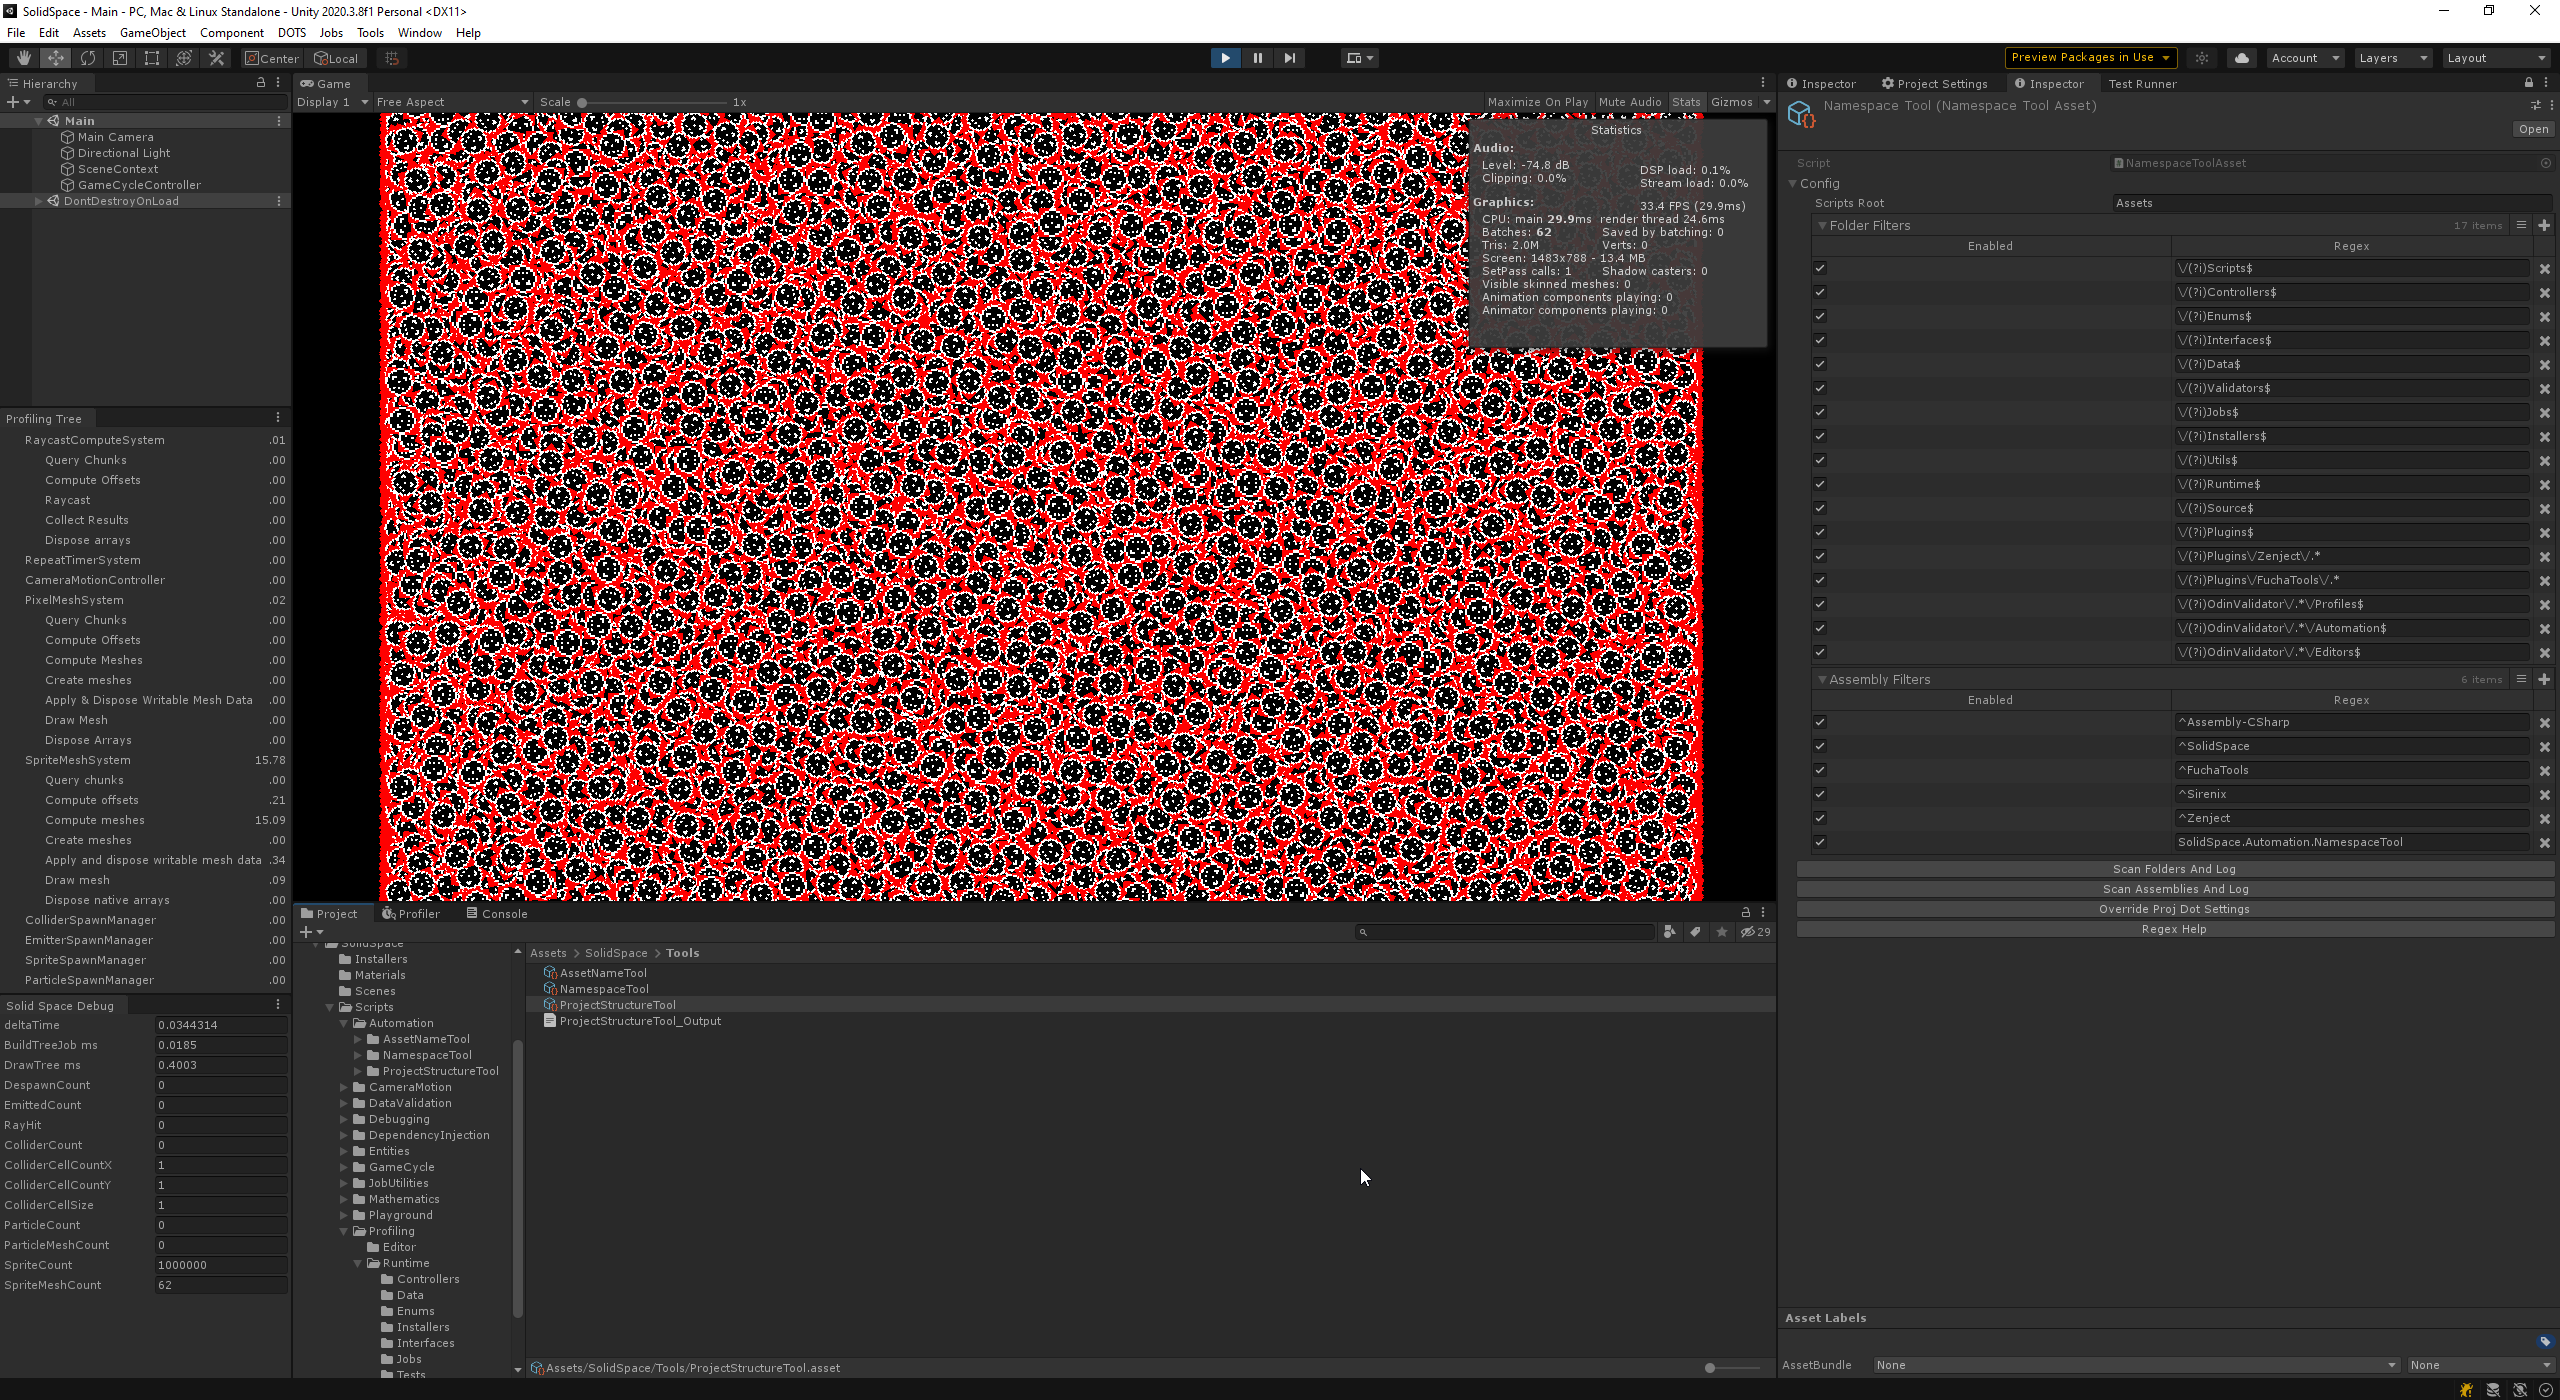 SolidSpace - Main - PC, Mac & Linux Standalone - Unity 2020.3.8f1 Personal <DX11>
File Edit Assets GameObject Component DOTS Jobs Tools Window Help
Center Local
Preview Packages in Use Account Layers Layout
Hierarchy
All
Main
Main Camera
Directional Light
SceneContext
GameCycleController
DontDestroyOnLoad
Profiling Tree
RaycastComputeSystem .01
Query Chunks .00
Compute Offsets .00
Raycast .00
Collect Results .00
Dispose arrays .00
RepeatTimerSystem .00
CameraMotionController .00
PixelMeshSystem .02
Query Chunks .00
Compute Offsets .00
Compute Meshes .00
Create meshes .00
Apply & Dispose Writable Mesh Data .00
Draw Mesh .00
Dispose Arrays .00
SpriteMeshSystem 15.78
Query chunks .00
Compute offsets .21
Compute meshes 15.09
Create meshes .00
Apply and dispose writable mesh data .34
Draw mesh .09
Dispose native arrays .00
ColliderSpawnManager .00
EmitterSpawnManager .00
SpriteSpawnManager .00
ParticleSpawnManager .00
Solid Space Debug
deltaTime 0.0344314
BuildTreeJob ms 0.0185
DrawTree ms 0.4003
DespawnCount 0
EmittedCount 0
RayHit 0
ColliderCount 0
ColliderCellCountX 1
ColliderCellCountY 1
ColliderCellSize 1
ParticleCount 0
ParticleMeshCount 0
SpriteCount 1000000
SpriteMeshCount 62
Game
Display 1 Free Aspect Scale 1x Maximize On Play Mute Audio Stats Gizmos
Statistics
Audio:
Level: -74.8 dB DSP load: 0.1%
Clipping: 0.0% Stream load: 0.0%
Graphics: 33.4 FPS (29.9ms)
CPU: main 29.9ms render thread 24.6ms
Batches: 62 Saved by batching: 0
Tris: 2.0M Verts: 0
Screen: 1483x788 - 13.4 MB
SetPass calls: 1 Shadow casters: 0
Visible skinned meshes: 0
Animation components playing: 0
Animator components playing: 0
Project Profiler Console
29
SolidSpace
Installers
Materials
Scenes
Scripts
Automation
AssetNameTool
NamespaceTool
ProjectStructureTool
CameraMotion
DataValidation
Debugging
DependencyInjection
Entities
GameCycle
JobUtilities
Mathematics
Playground
Profiling
Editor
Runtime
Controllers
Data
Enums
Installers
Interfaces
Jobs
Tests
Assets > SolidSpace > Tools
AssetNameTool
NamespaceTool
ProjectStructureTool
ProjectStructureTool_Output
Assets/SolidSpace/Tools/ProjectStructureTool.asset
Inspector Project Settings Inspector Test Runner
Namespace Tool (Namespace Tool Asset)
Open
Script NamespaceToolAsset
Config
Scripts Root Assets
Folder Filters 17 items
Enabled Regex
\/(?i)Scripts$
\/(?i)Controllers$
\/(?i)Enums$
\/(?i)Interfaces$
\/(?i)Data$
\/(?i)Validators$
\/(?i)Jobs$
\/(?i)Installers$
\/(?i)Utils$
\/(?i)Runtime$
\/(?i)Source$
\/(?i)Plugins$
\/(?i)Plugins\/Zenject\/.*
\/(?i)Plugins\/FuchaTools\/.*
\/(?i)OdinValidator\/.*\/Profiles$
\/(?i)OdinValidator\/.*\/Automation$
\/(?i)OdinValidator\/.*\/Editors$
Assembly Filters 6 items
Enabled Regex
^Assembly-CSharp
^SolidSpace
^FuchaTools
^Sirenix
^Zenject
SolidSpace.Automation.NamespaceTool
Scan Folders And Log
Scan Assemblies And Log
Override Proj Dot Settings
Regex Help
Asset Labels
AssetBundle None None